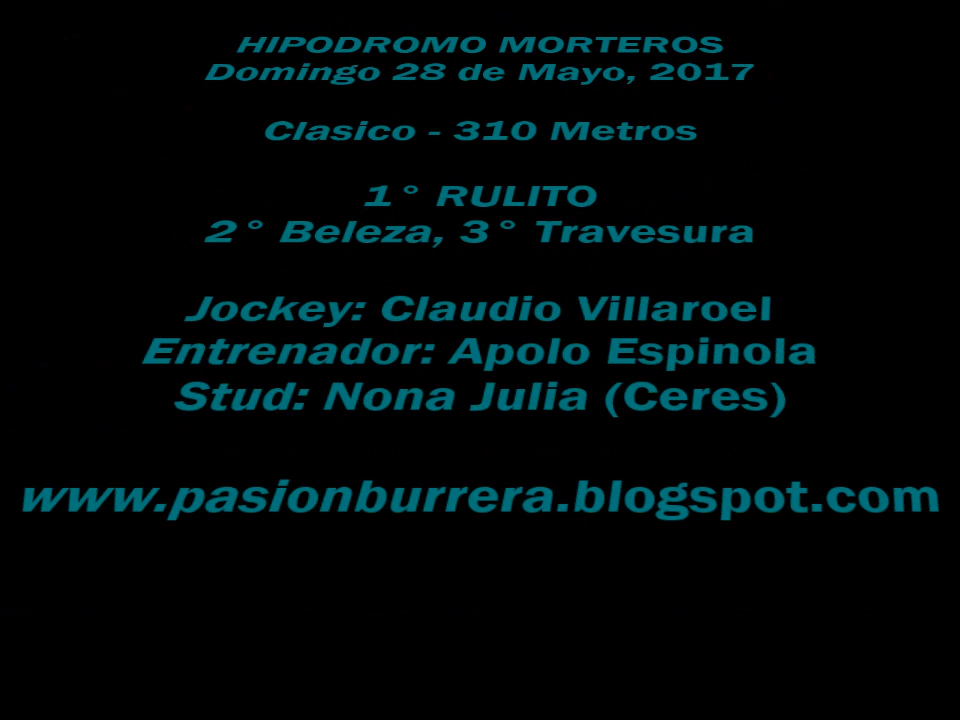 HIPODROMO MORTEROS
Domingo 28 de Mayo, 2017
Clasico - 310 Metros
1° RULITO
2° Beleza, 3° Travesura
Jockey: Claudio Villaroel
Entrenador: Apolo Espinola
Stud: Nona Julia (Ceres)
www.pasionburrera.blogspot.com